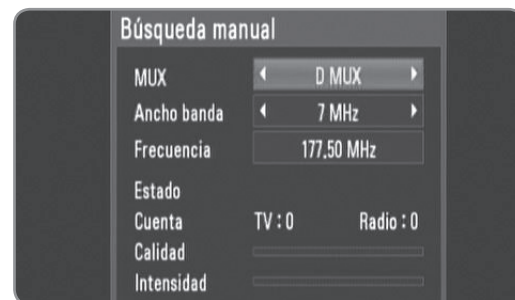 Búsqueda manual
MUX D MUX
Ancho banda 7 MHz
Frecuencia 177.50 MHz
Estado
Cuenta TV : 0 Radio : 0
Calidad
Intensidad